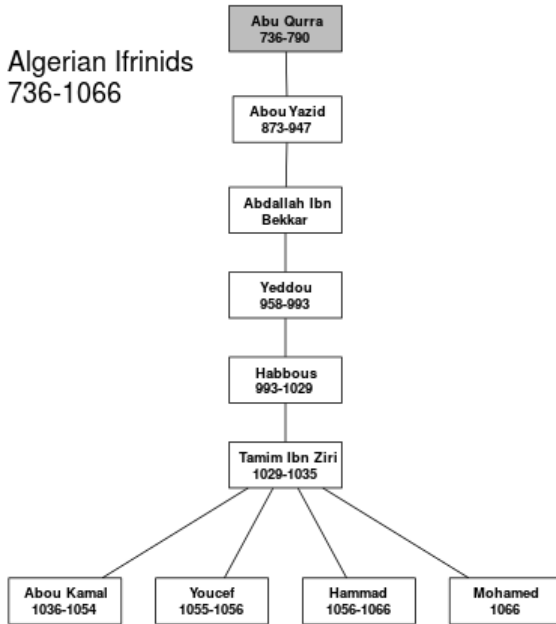 Algerian Ifrinids
736-1066
Abu Qurra
736-790
Abou Yazid
873-947
Abdallah Ibn
Bekkar
Yeddou
958-993
Habbous
993-1029
Tamim Ibn Ziri
1029-1035
Abou Kamal
1036-1054
Youcef
1055-1056
Hammad
1056-1066
Mohamed
1066